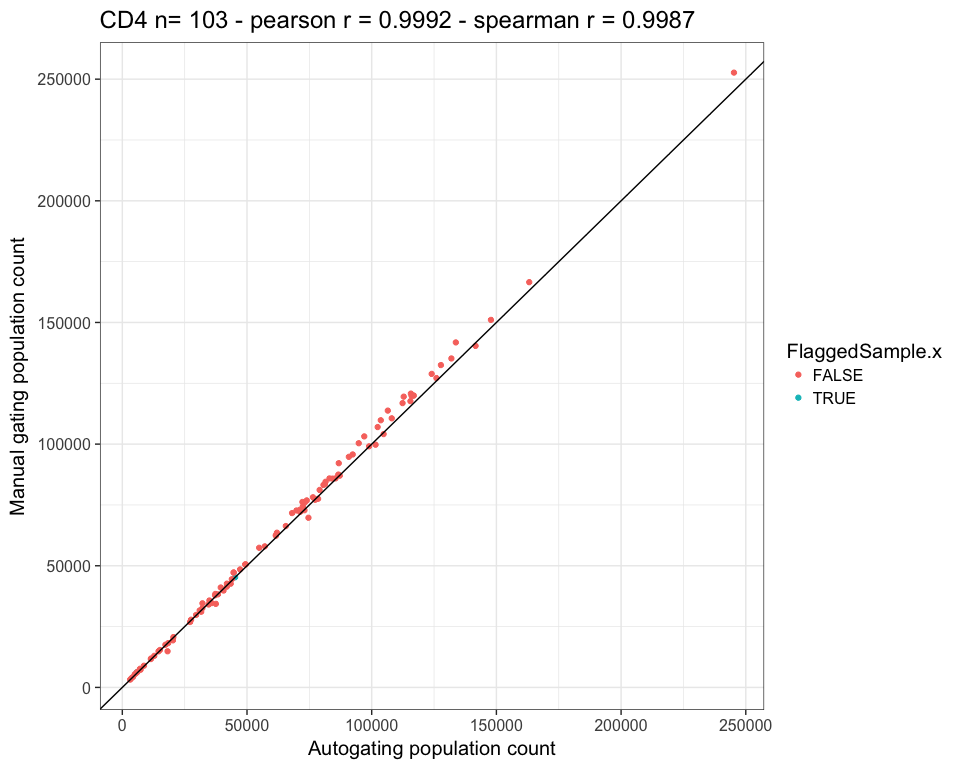 CD4 n= 103 - pearson r = 0.9992 - spearman r = 0.9987
Manual gating population count
250000
200000
150000
100000
50000
0
0 50000 100000 150000 200000 250000
Autogating population count
FlaggedSample.x
FALSE
TRUE